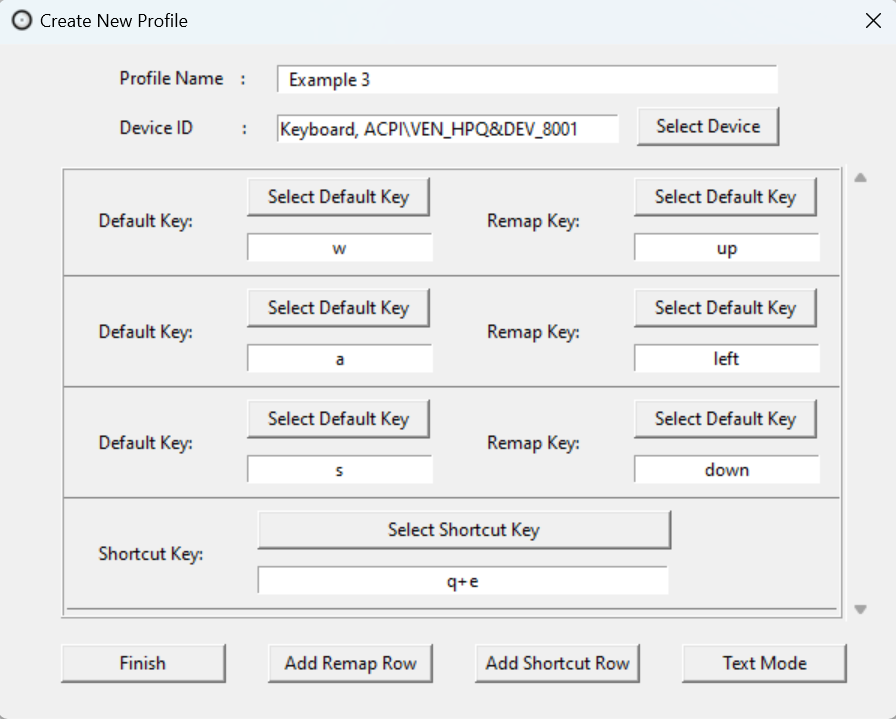 Create New Profile
Profile Name : Example 3
Device ID : Keyboard, ACPI\VEN_HPQ&DEV_8001 Select Device
Select Default Key Select Default Key
Default Key: Remap Key:
w up
Select Default Key Select Default Key
Default Key: Remap Key:
a left
Select Default Key Select Default Key
Default Key: Remap Key:
s down
Select Shortcut Key
Shortcut Key:
q+e
Finish Add Remap Row Add Shortcut Row Text Mode